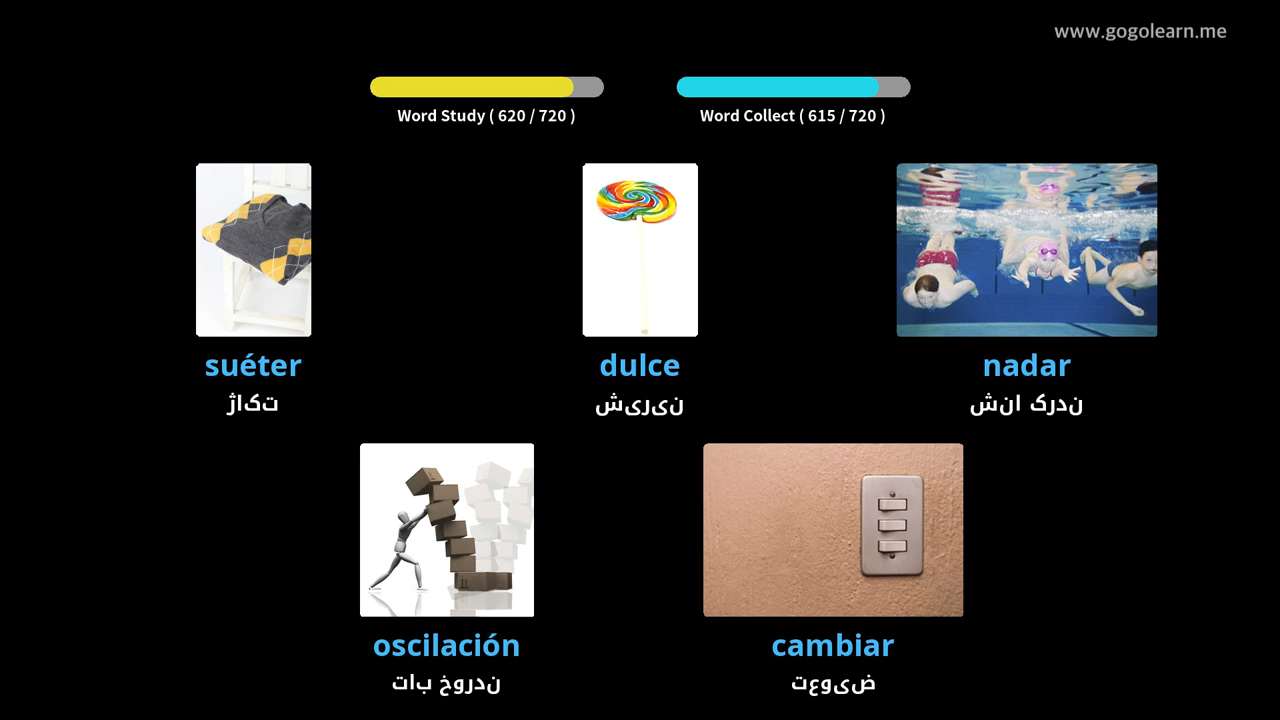 www.gogolearn.me
Word Study ( 620 / 720 )
Word Collect ( 615 / 720 )
suéter
تکاژ
dulce
نیریش
nadar
ندرک انش
oscilación
ندروخ بات
cambiar
ضیوعت